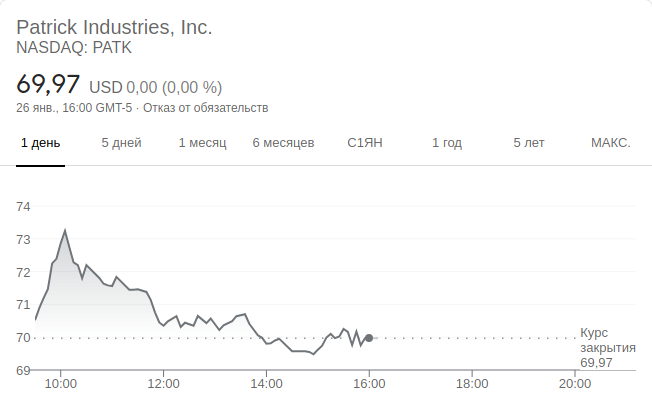 Patrick Industries, Inc.
NASDAQ: PATK
69,97 USD 0,00 (0,00 %)
26 янв., 16:00 GMT-5 · Отказ от обязательств
1 день 5 дней 1 месяц 6 месяцев С1ЯН 1 год 5 лет МАКС.
74
73
72
71
70
69
Курс
закрытия
69,97
10:00 12:00 14:00 16:00 18:00 20:00